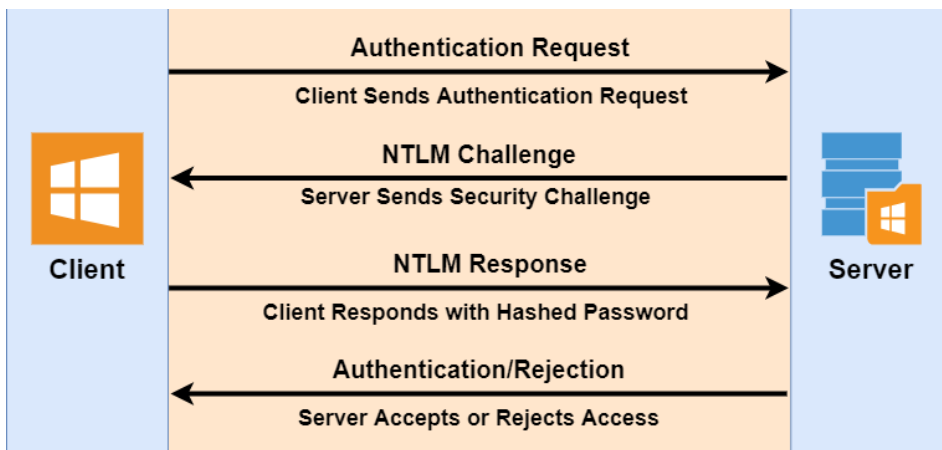 Authentication Request
Client Sends Authentication Request
NTLM Challenge
Server Sends Security Challenge
Client
Server
NTLM Response
Client Responds with Hashed Password
Authentication/Rejection
Server Accepts or Rejects Access